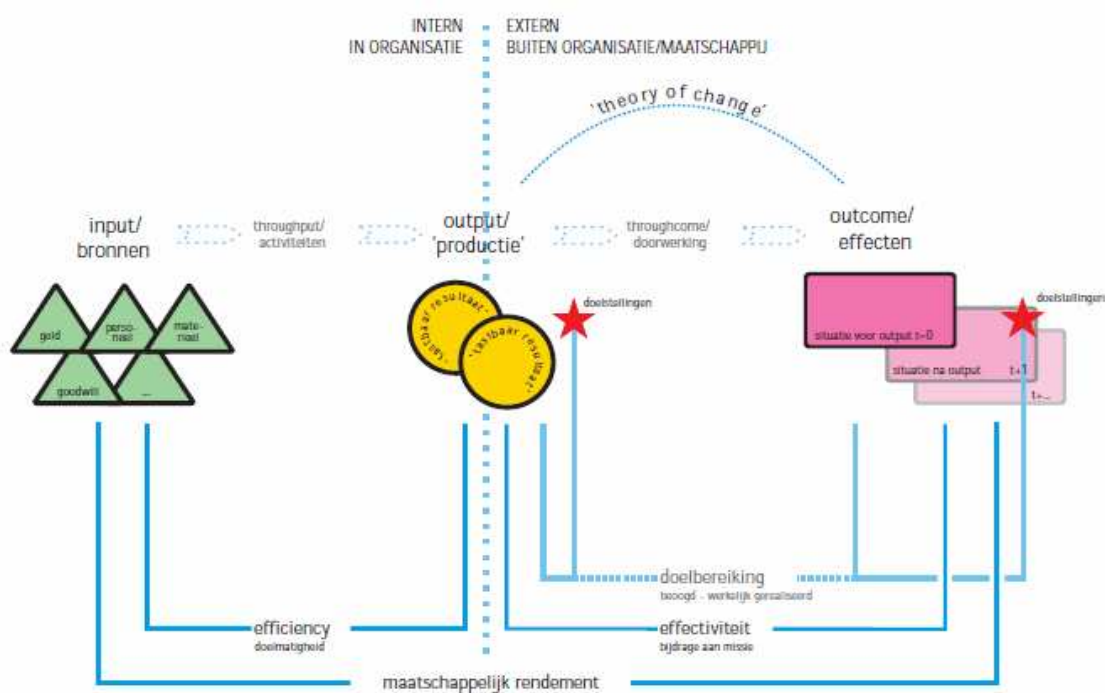 INTERN
IN ORGANISATIE
EXTERN
BUITEN ORGANISATIE/MAATSCHAPPIJ
'theory of change'
input/
bronnen
throughput/
activiteiten
output/
'productie'
throughcome/
doorwerking
outcome/
effecten
geld
perso-
neel
mate-
rieel
goodwill
...
'tastbaar resultaat'
'tastbaar resultaat'
doelstellingen
doelstellingen
situatie voor output t=0
situatie na output t+1
t+...
doelbereiking
beoogd - werkelijk gerealiseerd
efficiency
doelmatigheid
effectiviteit
bijdrage aan missie
maatschappelijk rendement